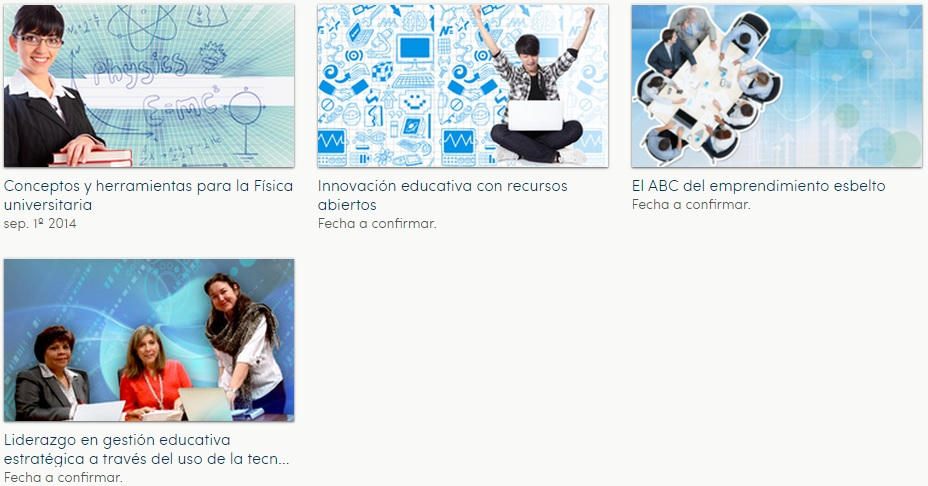 Physics
E=mc²
Conceptos y herramientas para la Física
universitaria
sep. 1º 2014
Innovación educativa con recursos
abiertos
Fecha a confirmar.
El ABC del emprendimiento esbelto
Fecha a confirmar.
Liderazgo en gestión educativa
estratégica a través del uso de la tecn...
Fecha a confirmar.